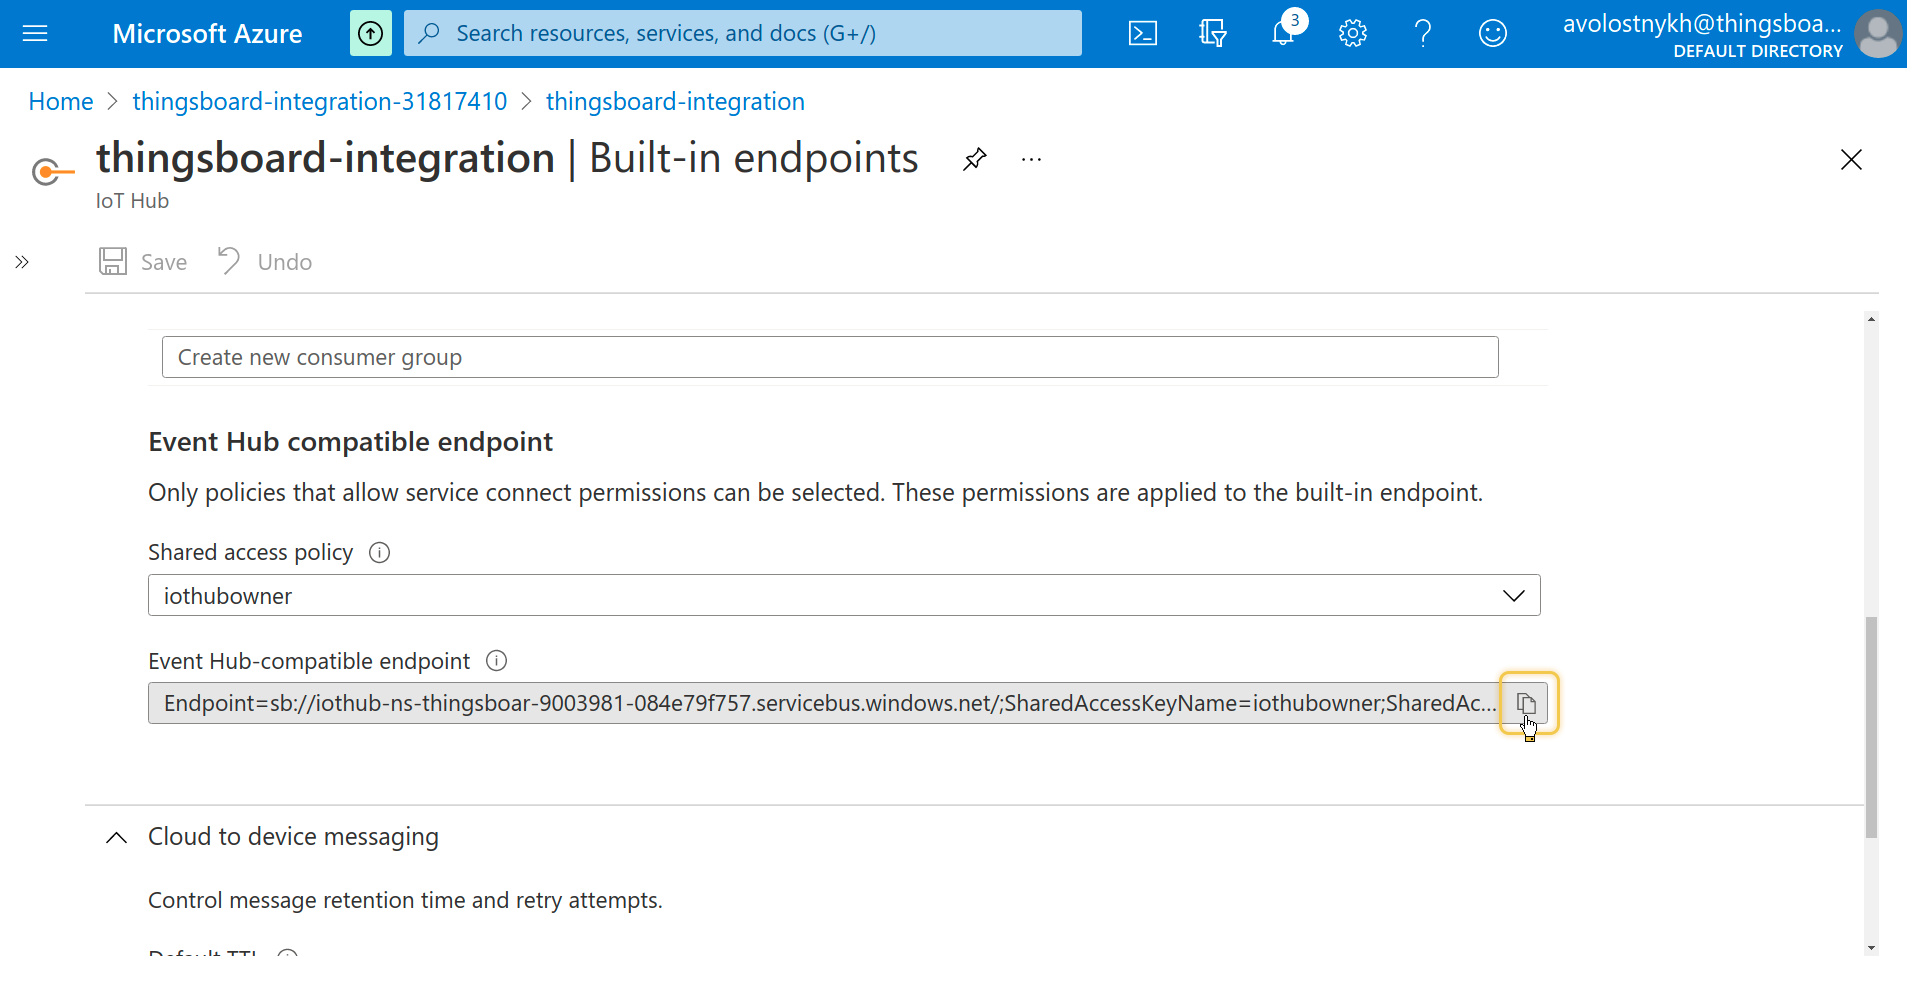 Microsoft Azure
Search resources, services, and docs (G+/)
3
avolostnykh@thingsboa...
DEFAULT DIRECTORY
Home > thingsboard-integration-31817410 > thingsboard-integration
thingsboard-integration | Built-in endpoints
IoT Hub
Save
Undo
Create new consumer group
Event Hub compatible endpoint
Only policies that allow service connect permissions can be selected. These permissions are applied to the built-in endpoint.
Shared access policy
iothubowner
Event Hub-compatible endpoint
Endpoint=sb://iothub-ns-thingsboar-9003981-084e79f757.servicebus.windows.net/;SharedAccessKeyName=iothubowner;SharedAc...
Cloud to device messaging
Control message retention time and retry attempts.
Default TTL